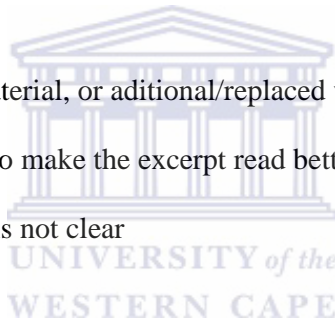 terial, or aditional/replaced
o make the excerpt read bett
s not clear
UNIVERSITY of the
WESTERN CAPE